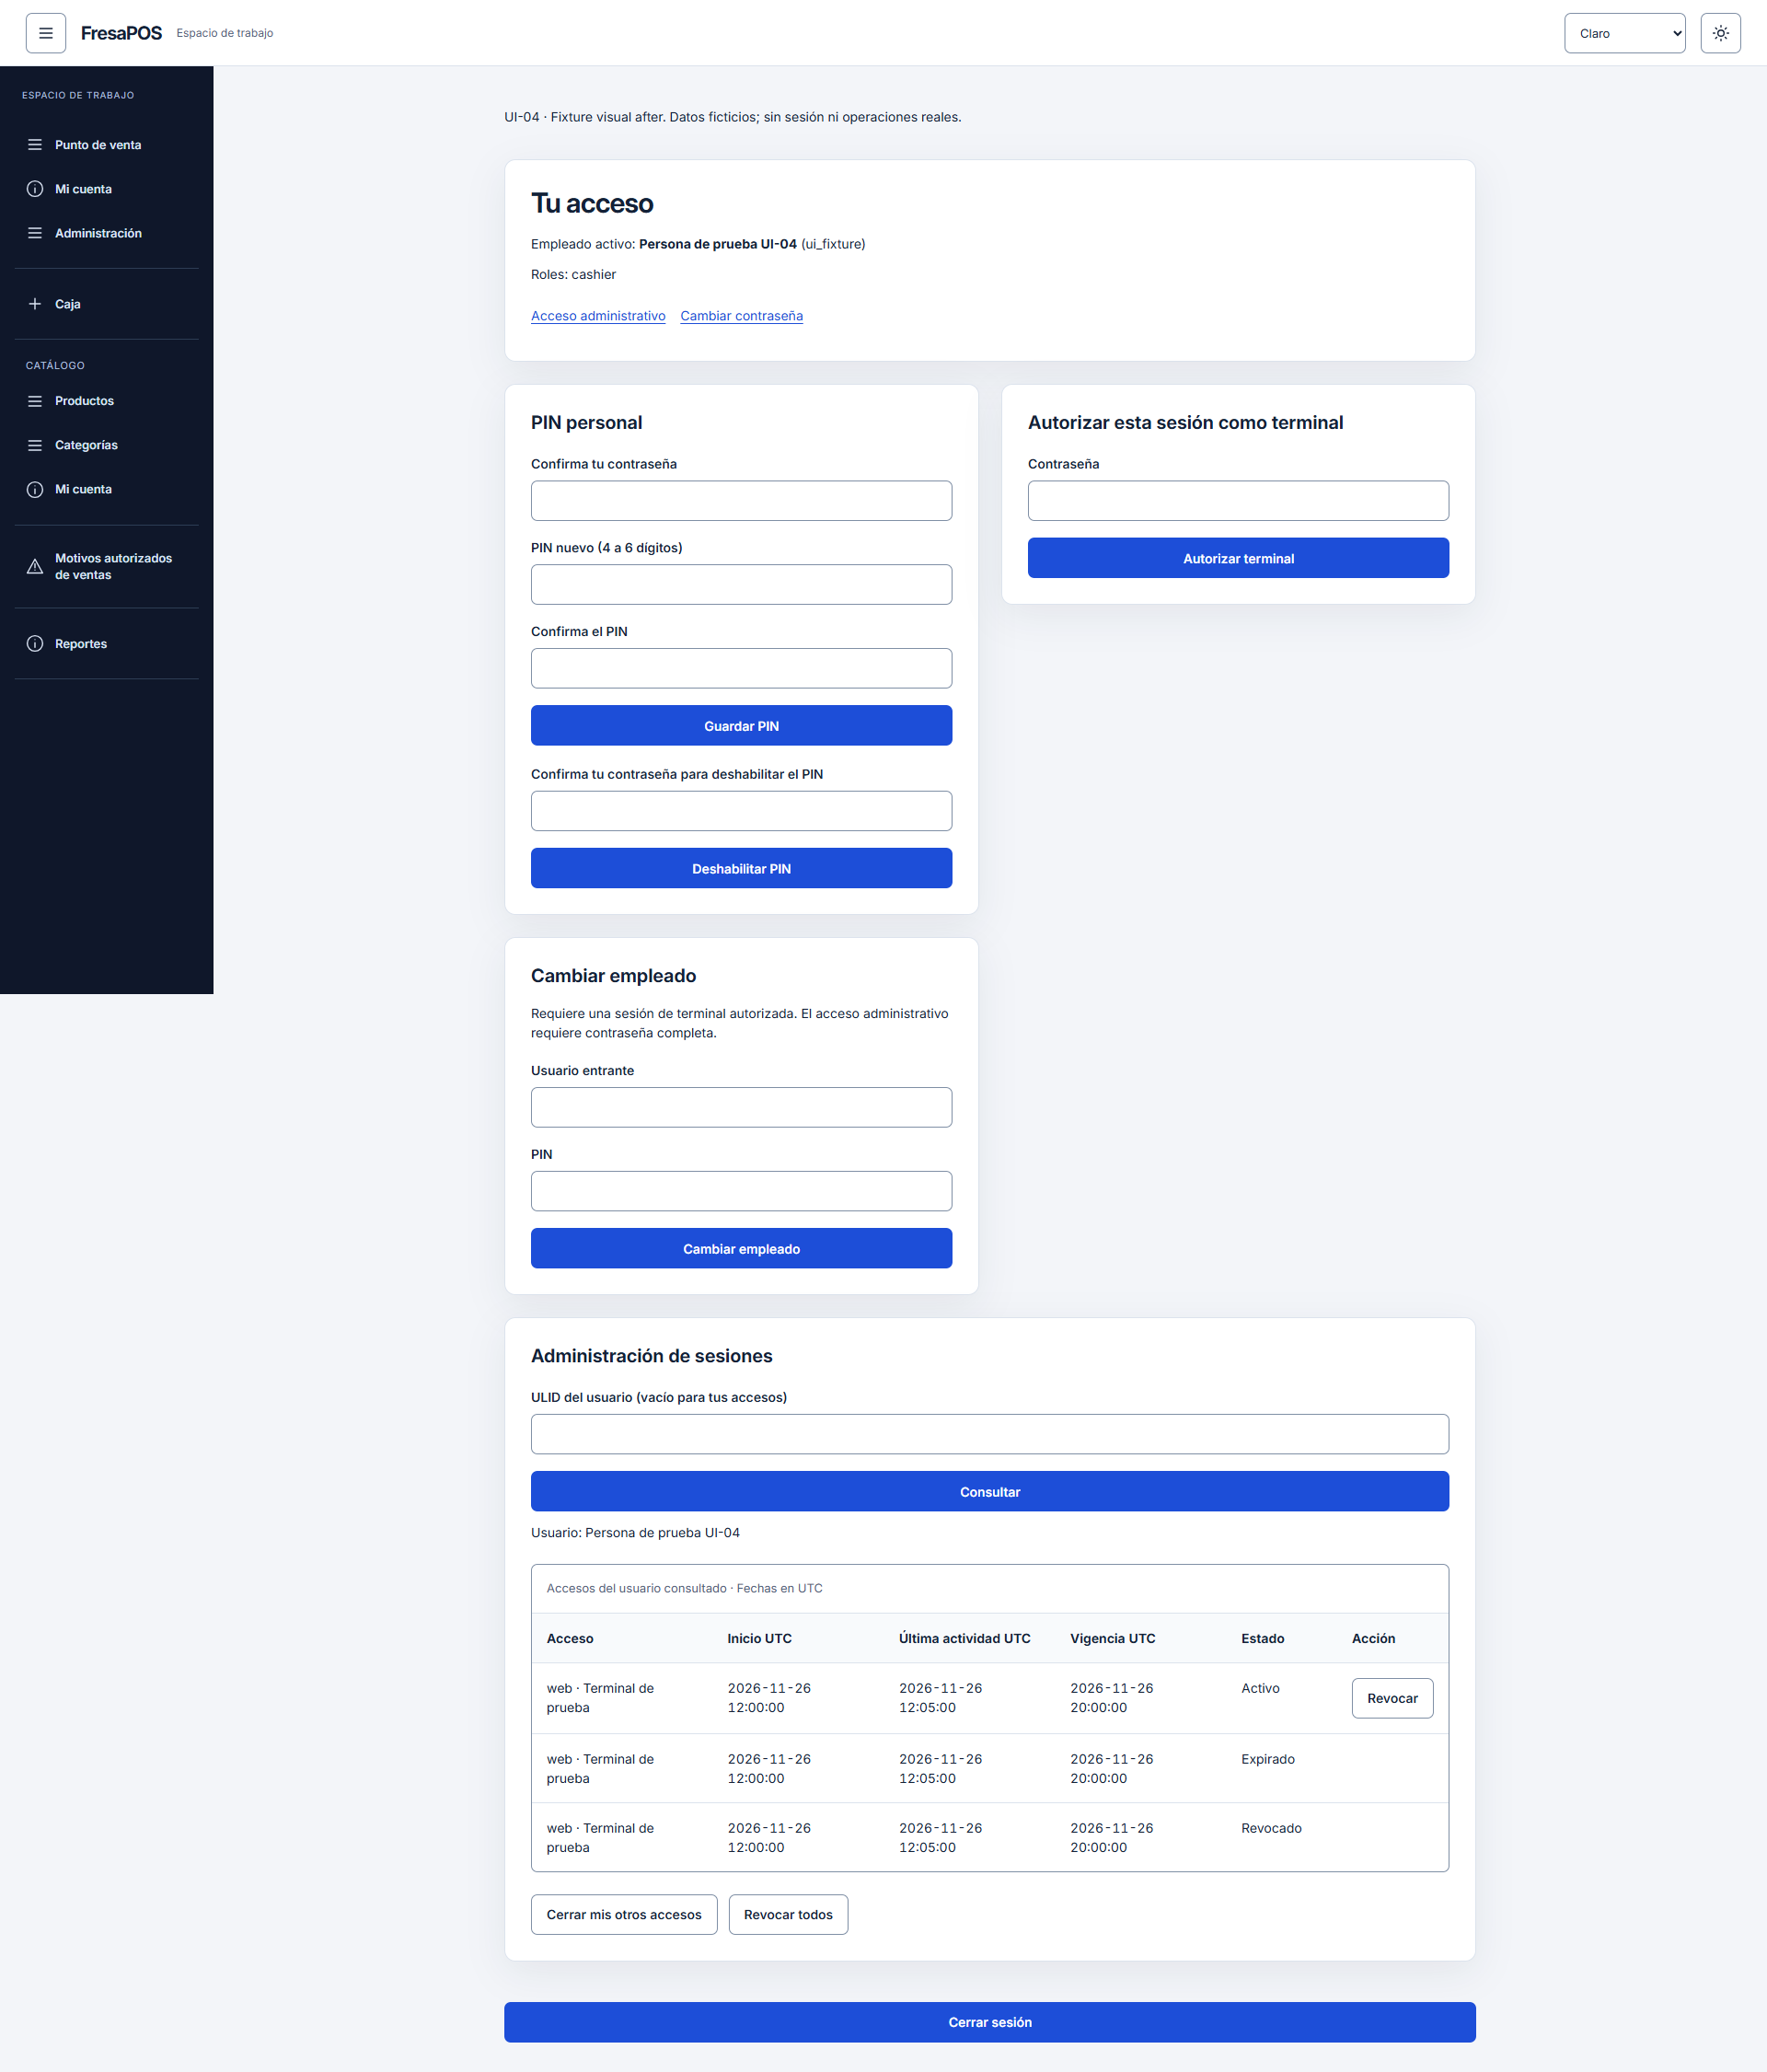 FresaPOS
Espacio de trabajo
Claro
ESPACIO DE TRABAJO
Punto de venta
Mi cuenta
Administración
Caja
CATÁLOGO
Productos
Categorías
Mi cuenta
Motivos autorizados
de ventas
Reportes
UI-04 · Fixture visual after. Datos ficticios; sin sesión ni operaciones reales.
Tu acceso
Empleado activo: Persona de prueba UI-04 (ui_fixture)
Roles: cashier
Acceso administrativo Cambiar contraseña
PIN personal
Confirma tu contraseña
PIN nuevo (4 a 6 dígitos)
Confirma el PIN
Guardar PIN
Confirma tu contraseña para deshabilitar el PIN
Deshabilitar PIN
Autorizar esta sesión como terminal
Contraseña
Autorizar terminal
Cambiar empleado
Requiere una sesión de terminal autorizada. El acceso administrativo
requiere contraseña completa.
Usuario entrante
PIN
Cambiar empleado
Administración de sesiones
ULID del usuario (vacío para tus accesos)
Consultar
Usuario: Persona de prueba UI-04
Accesos del usuario consultado · Fechas en UTC
Acceso Inicio UTC Última actividad UTC Vigencia UTC Estado Acción
web · Terminal de 2026-11-26 2026-11-26 2026-11-26 Activo Revocar
prueba 12:00:00 12:05:00 20:00:00
web · Terminal de 2026-11-26 2026-11-26 2026-11-26 Expirado
prueba 12:00:00 12:05:00 20:00:00
web · Terminal de 2026-11-26 2026-11-26 2026-11-26 Revocado
prueba 12:00:00 12:05:00 20:00:00
Cerrar mis otros accesos Revocar todos
Cerrar sesión